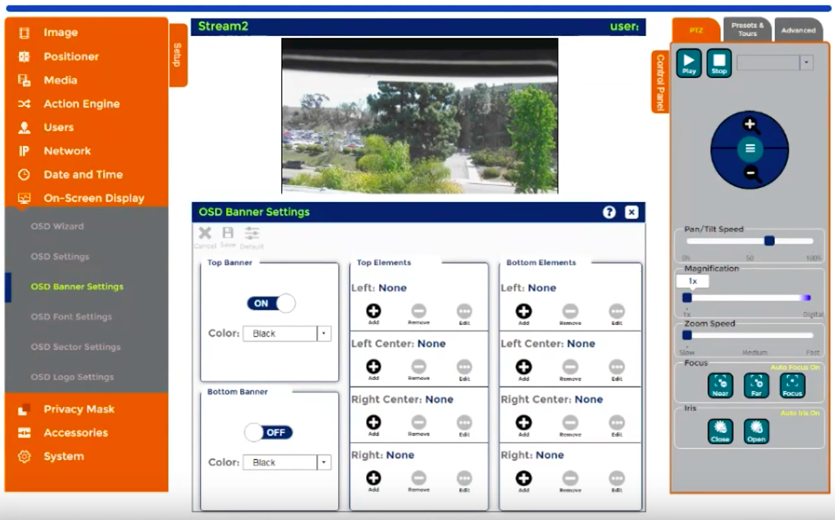 Image
Positioner
Media
Action Engine
Users
IP Network
Date and Time
On-Screen Display
OSD Wizard
OSD Settings
OSD Banner Settings
OSD Font Settings
OSD Sector Settings
OSD Logo Settings
Privacy Mask
Accessories
System
Setup
Stream2 user:
OSD Banner Settings ? X
Cancel Save Default
Top Banner
ON
Color: Black
Bottom Banner
OFF
Color: Black
Top Elements
Left: None
Add Remove Edit
Left Center: None
Add Remove Edit
Right Center: None
Add Remove Edit
Right: None
Add Remove Edit
Bottom Elements
Left: None
Add Remove Edit
Left Center: None
Add Remove Edit
Right Center: None
Add Remove Edit
Right: None
Add Remove Edit
Control Panel
PTZ
Presets &
Tours
Advanced
Play Stop
Pan/Tilt Speed
0% 50 100%
Magnification
1x
1x Digital
Zoom Speed
Slow Medium Fast
Focus
Auto Focus On
Near Far Focus
Iris
Auto Iris On
Close Open